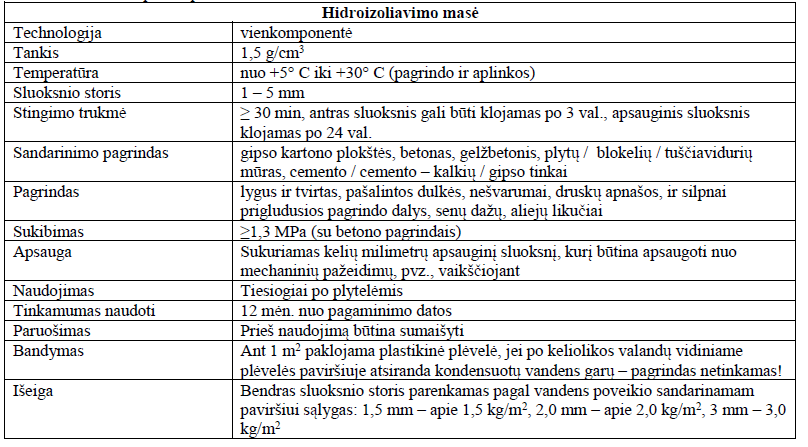 Hidroizoliavimo masė
Technologija vienkomponentė
Tankis 1,5 g/cm³
Temperatūra nuo +5° C iki +30° C (pagrindo ir aplinkos)
Sluoksnio storis 1 – 5 mm
Stingimo trukmė ≥ 30 min, antras sluoksnis gali būti klojamas po 3 val., apsauginis sluoksnis
klojamas po 24 val.
Sandarinimo pagrindas gipso kartono plokštės, betonas, gelžbetonis, plytų / blokelių / tuščiavidurių
mūras, cemento / cemento – kalkių / gipso tinkai
Pagrindas lygus ir tvirtas, pašalintos dulkės, nešvarumai, druskų apnašos, ir silpnai
prigludusios pagrindo dalys, senų dažų, aliejų likučiai
Sukibimas ≥1,3 MPa (su betono pagrindais)
Apsauga Sukuriamas kelių milimetrų apsauginį sluoksnį, kurį būtina apsaugoti nuo
mechaninių pažeidimų, pvz., vaikščiojant
Naudojimas Tiesiogiai po plytelėmis
Tinkamumas naudoti 12 mėn. nuo pagaminimo datos
Paruošimas Prieš naudojimą būtina sumaišyti
Bandymas Ant 1 m² paklojama plastikinė plėvelė, jei po keliolikos valandų vidiniame
plėvelės paviršiuje atsiranda kondensuotų vandens garų – pagrindas netinkamas!
Išeiga Bendras sluoksnio storis parenkamas pagal vandens poveikio sandarinamam
paviršiui sąlygas: 1,5 mm – apie 1,5 kg/m², 2,0 mm – apie 2,0 kg/m², 3 mm – 3,0
kg/m²